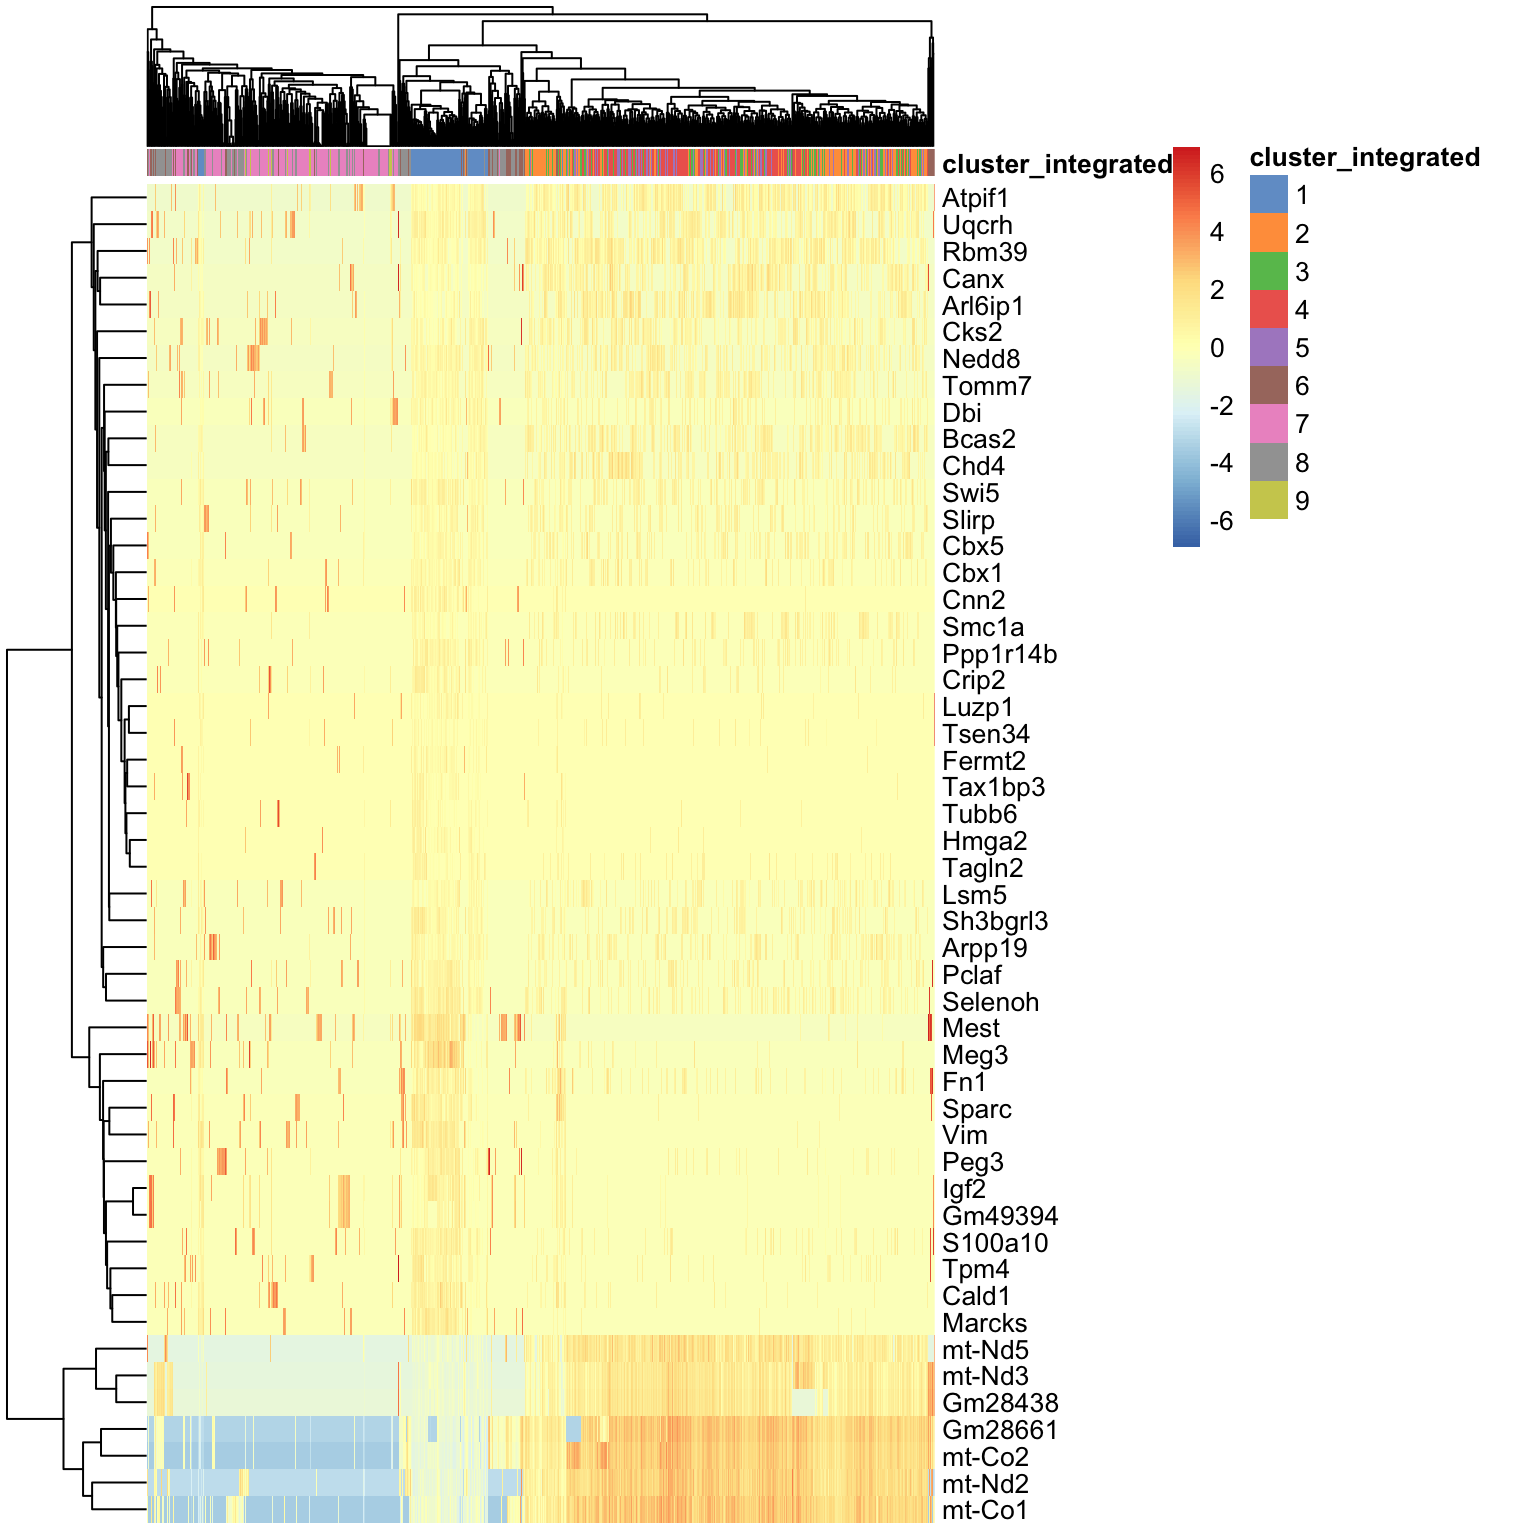 cluster_integrated
Atpif1
Uqcrh
Rbm39
Canx
Arl6ip1
Cks2
Nedd8
Tomm7
Dbi
Bcas2
Chd4
Swi5
Slirp
Cbx5
Cbx1
Cnn2
Smc1a
Ppp1r14b
Crip2
Luzp1
Tsen34
Fermt2
Tax1bp3
Tubb6
Hmga2
Tagln2
Lsm5
Sh3bgrl3
Arpp19
Pclaf
Selenoh
Mest
Meg3
Fn1
Sparc
Vim
Peg3
Igf2
Gm49394
S100a10
Tpm4
Cald1
Marcks
mt-Nd5
mt-Nd3
Gm28438
Gm28661
mt-Co2
mt-Nd2
mt-Co1
6
4
2
0
-2
-4
-6
cluster_integrated
1
2
3
4
5
6
7
8
9